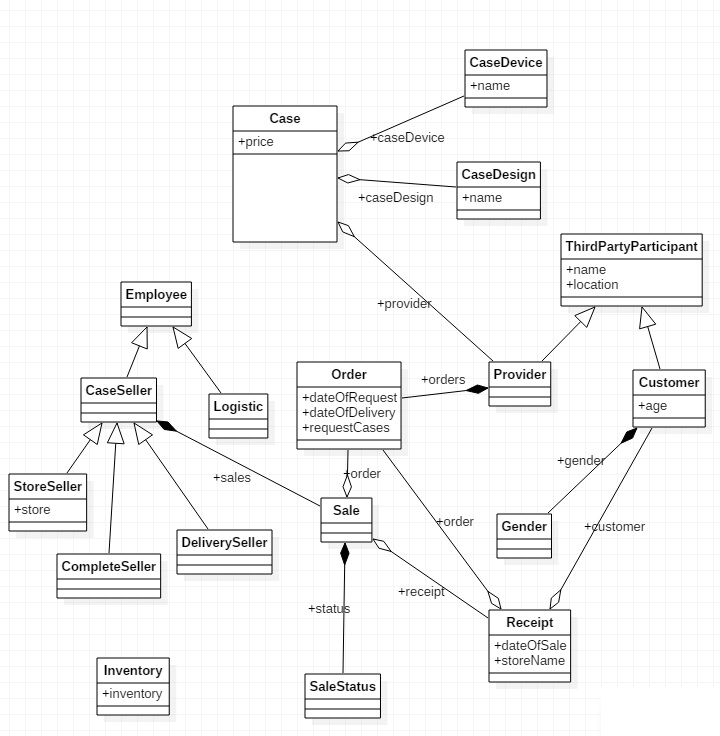 CaseDevice
+name
Case
+price
+caseDevice
CaseDesign
+name
+caseDesign
ThirdPartyParticipant
+name
+location
Employee
+provider
Order
+dateOfRequest
+dateOfDelivery
+requestCases
+orders
Provider
Customer
+age
CaseSeller
Logistic
+gender
+sales
+order
StoreSeller
+store
Sale
+order
Gender
+customer
DeliverySeller
CompleteSeller
+receipt
+status
Receipt
+dateOfSale
+storeName
Inventory
+inventory
SaleStatus